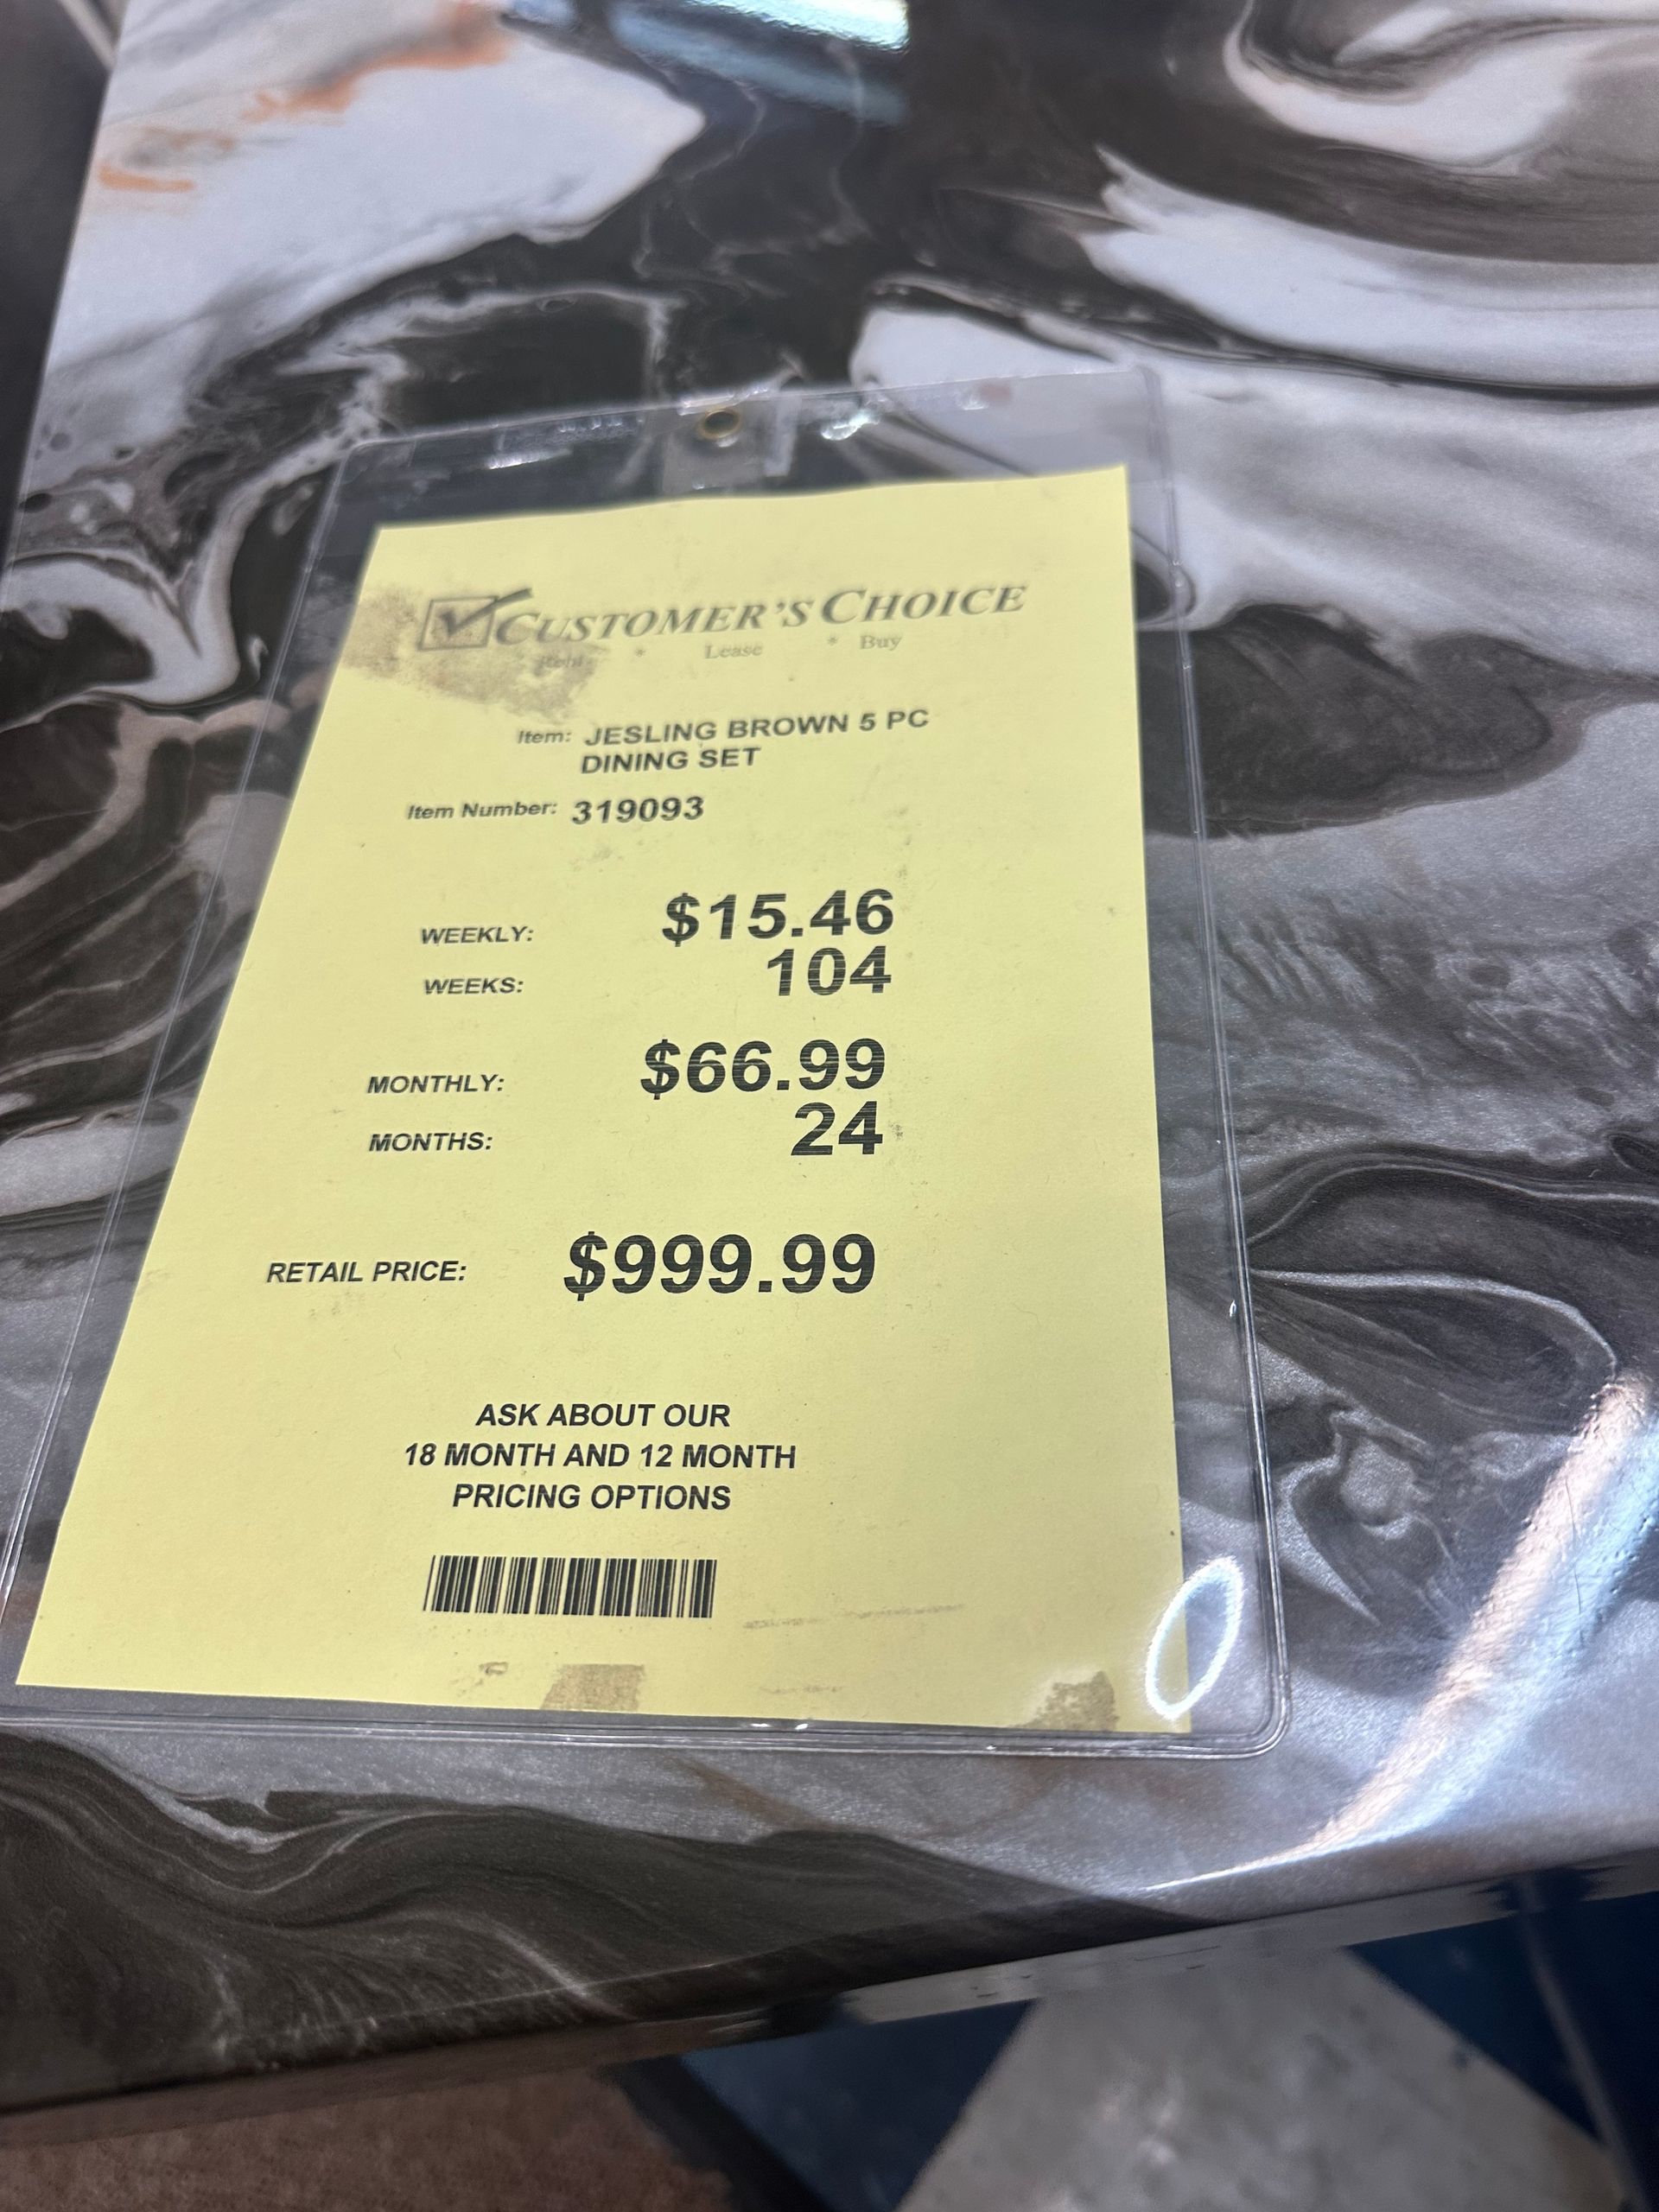 CUSTOMER'S CHOICE
Rent * Lease * Buy
Item: JESLING BROWN 5 PC
DINING SET
Item Number: 319093
WEEKLY: $15.46
WEEKS: 104
MONTHLY: $66.99
MONTHS: 24
RETAIL PRICE: $999.99
ASK ABOUT OUR
18 MONTH AND 12 MONTH
PRICING OPTIONS